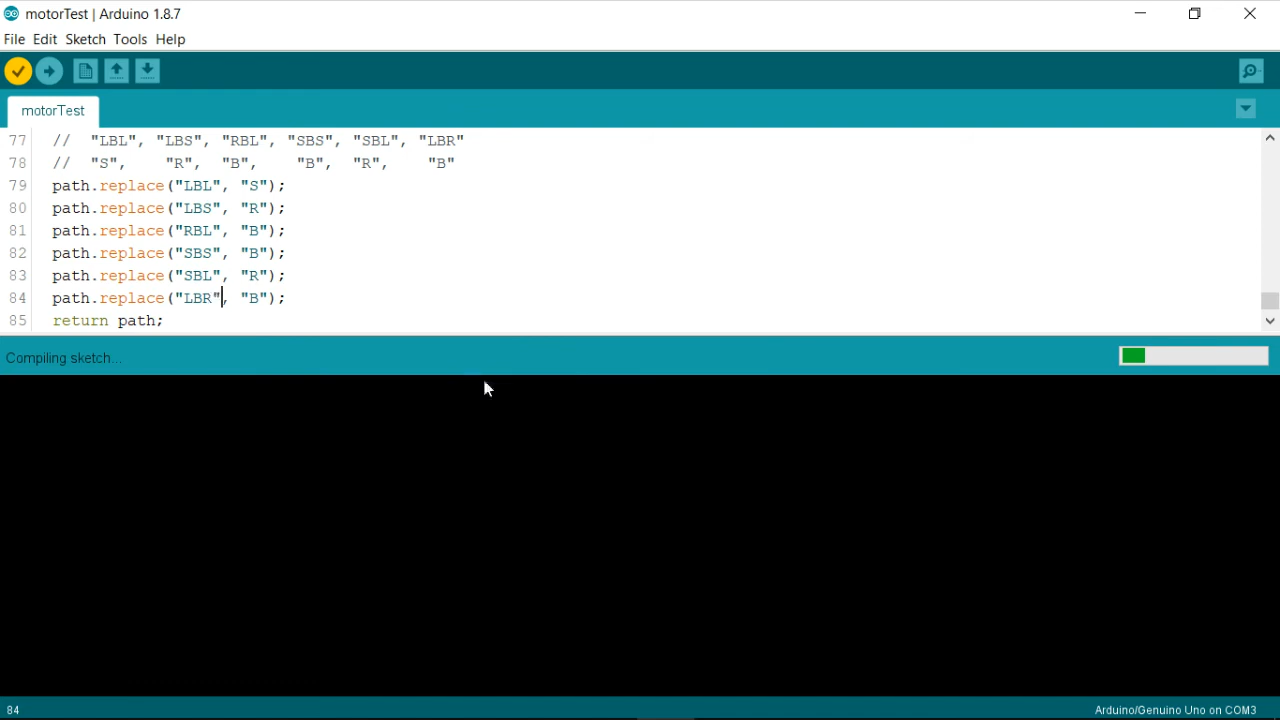 motorTest | Arduino 1.8.7
File Edit Sketch Tools Help
motorTest
77 // "LBL", "LBS", "RBL", "SBS", "SBL", "LBR"
78 // "S", "R", "B", "B", "R", "B"
79 path.replace("LBL", "S");
80 path.replace("LBS", "R");
81 path.replace("RBL", "B");
82 path.replace("SBS", "B");
83 path.replace("SBL", "R");
84 path.replace("LBR", "B");
85 return path;
Compiling sketch...
84 Arduino/Genuino Uno on COM3